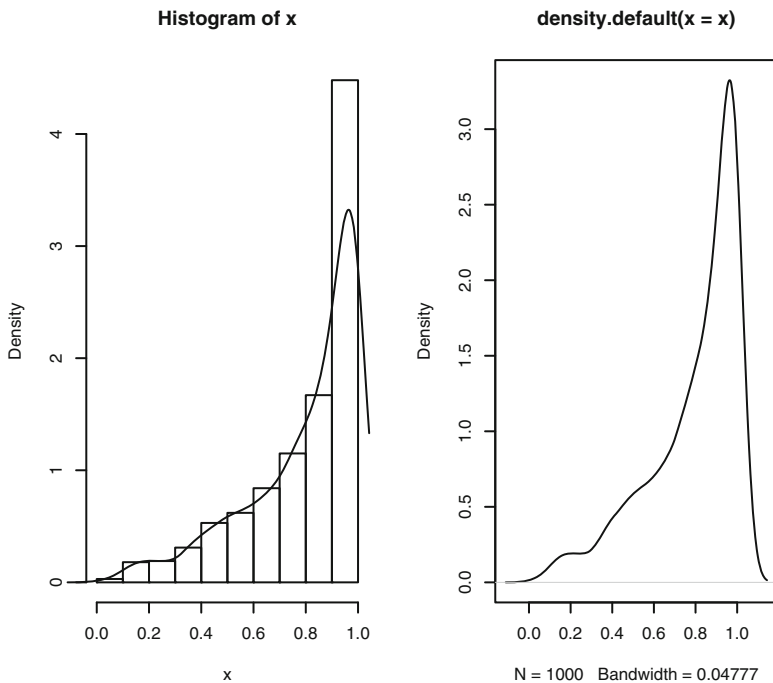 Histogram of x
Density
4
3
2
1
0
0.0 0.2 0.4 0.6 0.8 1.0
x
density.default(x = x)
Density
3.0
2.5
2.0
1.5
1.0
0.5
0.0
0.0 0.2 0.4 0.6 0.8 1.0
N = 1000 Bandwidth = 0.04777